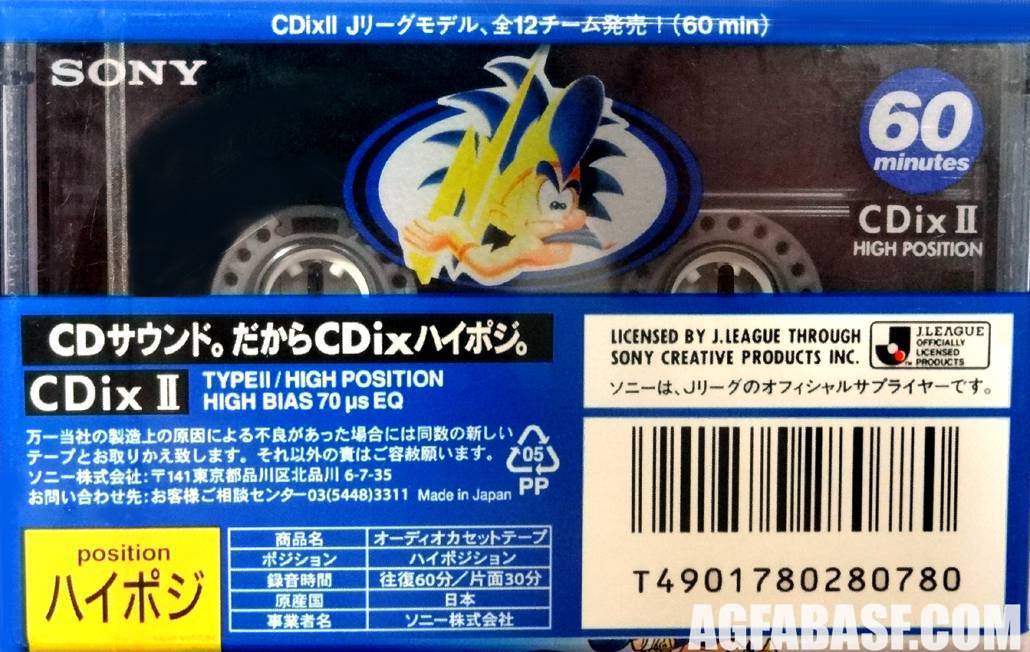 CDixII Jリーグモデル、全12チーム発売！(60 min)
SONY
60
minutes
CDix II
HIGH POSITION
CDサウンド。だからCDixハイポジ。
CDix II
TYPEII/HIGH POSITION
HIGH BIAS 70 μs EQ
万一当社の製造上の原因による不良があった場合には同数の新しい
テープとお取りかえ致します。それ以外の責はご容赦願います。
ソニー株式会社：〒141東京都品川区北品川 6-7-35
お問い合わせ先：お客様ご相談センター03(5448)3311 Made in Japan
05
PP
position
ハイポジ
商品名 オーディオカセットテープ
ポジション ハイポジション
録音時間 往復60分／片面30分
原産国 日本
事業者名 ソニー株式会社
LICENSED BY J.LEAGUE THROUGH
SONY CREATIVE PRODUCTS INC.
J.LEAGUE
OFFICIALLY
LICENSED
PRODUCTS
ソニーは、Jリーグのオフィシャルサプライヤーです。
T4901780280780
AGFABASE.COM